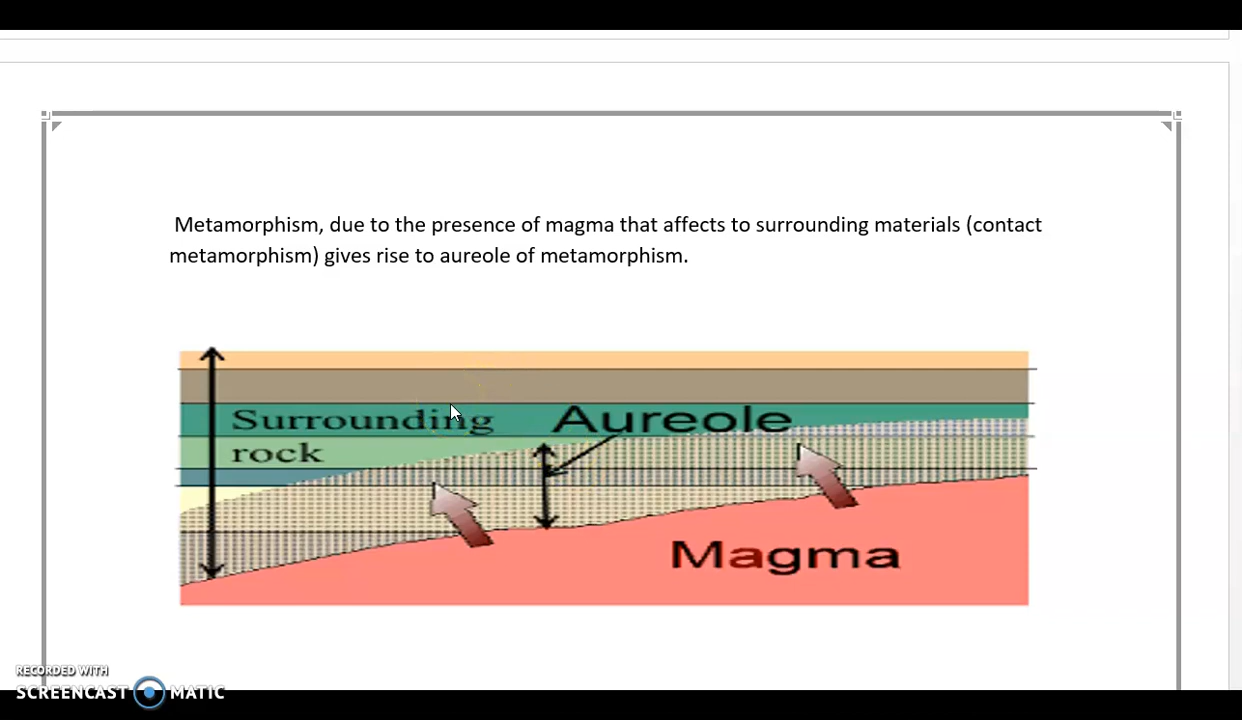 Metamorphism, due to the presence of magma that affects to surrounding materials (contact
metamorphism) gives rise to aureole of metamorphism.
Surrounding
rock
Aureole
Magma
RECORDED WITH
SCREENCAST MATIC